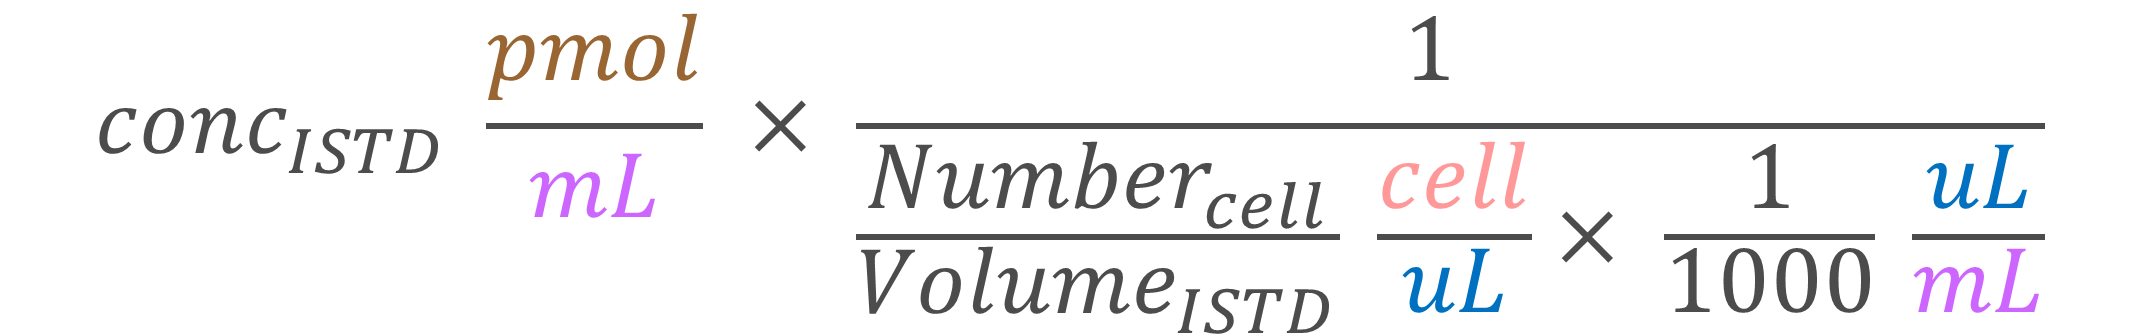 pmol 1
conc_ISTD × 
mL Number_cell cell 1 uL
×
Volume_ISTD uL 1000 mL